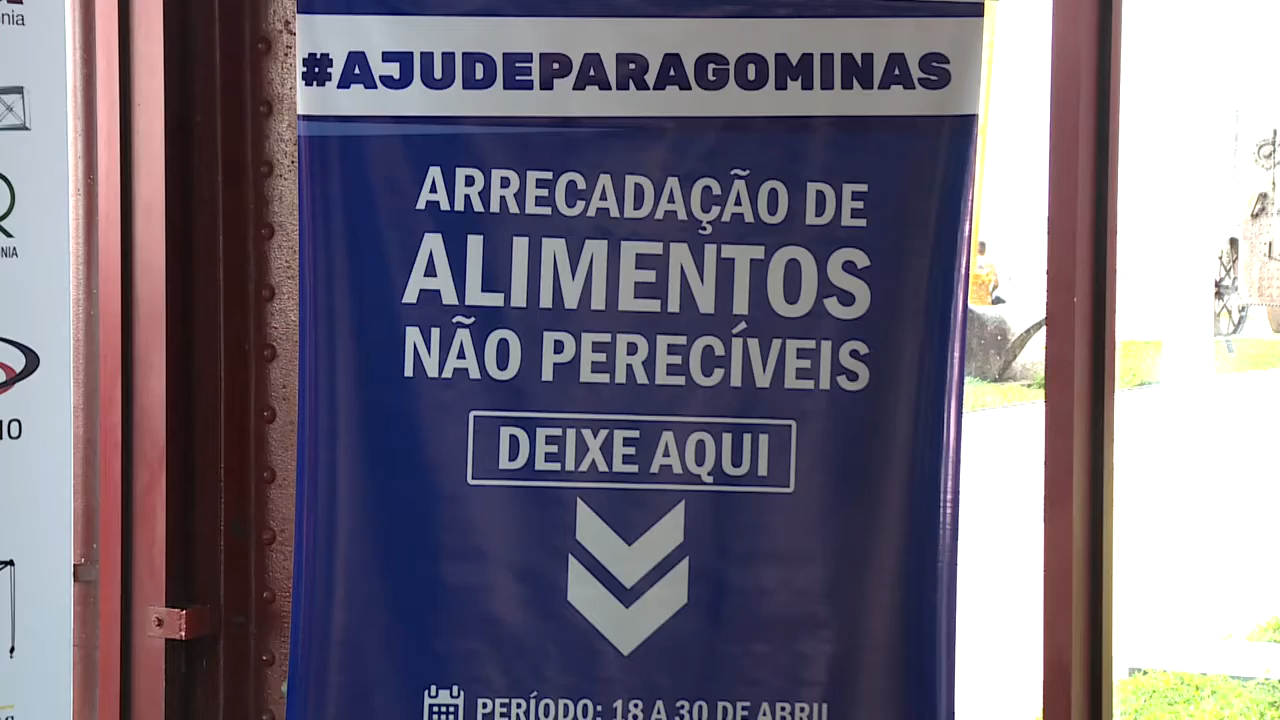 #AJUDEPARAGOMINAS
ARRECADAÇÃO DE
ALIMENTOS
NÃO PERECÍVEIS
DEIXE AQUI
PERÍODO: 18 A 30 DE ABRIL